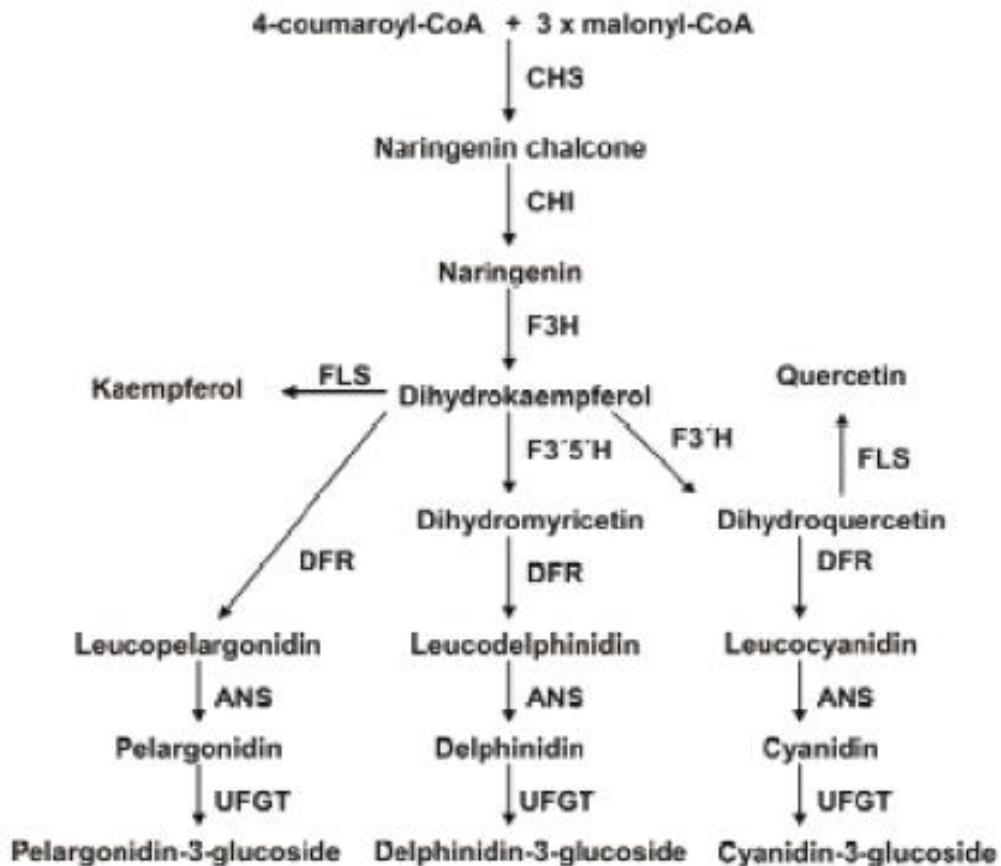 4-coumaroyl-CoA + 3 x malonyl-CoA
CHS
Naringenin chalcone
CHI
Naringenin
F3H
Kaempferol
FLS
Dihydrokaempferol
Quercetin
F3´5´H
F3´H
FLS
Dihydromyricetin
Dihydroquercetin
DFR
DFR
DFR
Leucopelargonidin
Leucodelphinidin
Leucocyanidin
ANS
ANS
ANS
Pelargonidin
Delphinidin
Cyanidin
UFGT
UFGT
UFGT
Pelargonidin-3-glucoside
Delphinidin-3-glucoside
Cyanidin-3-glucoside